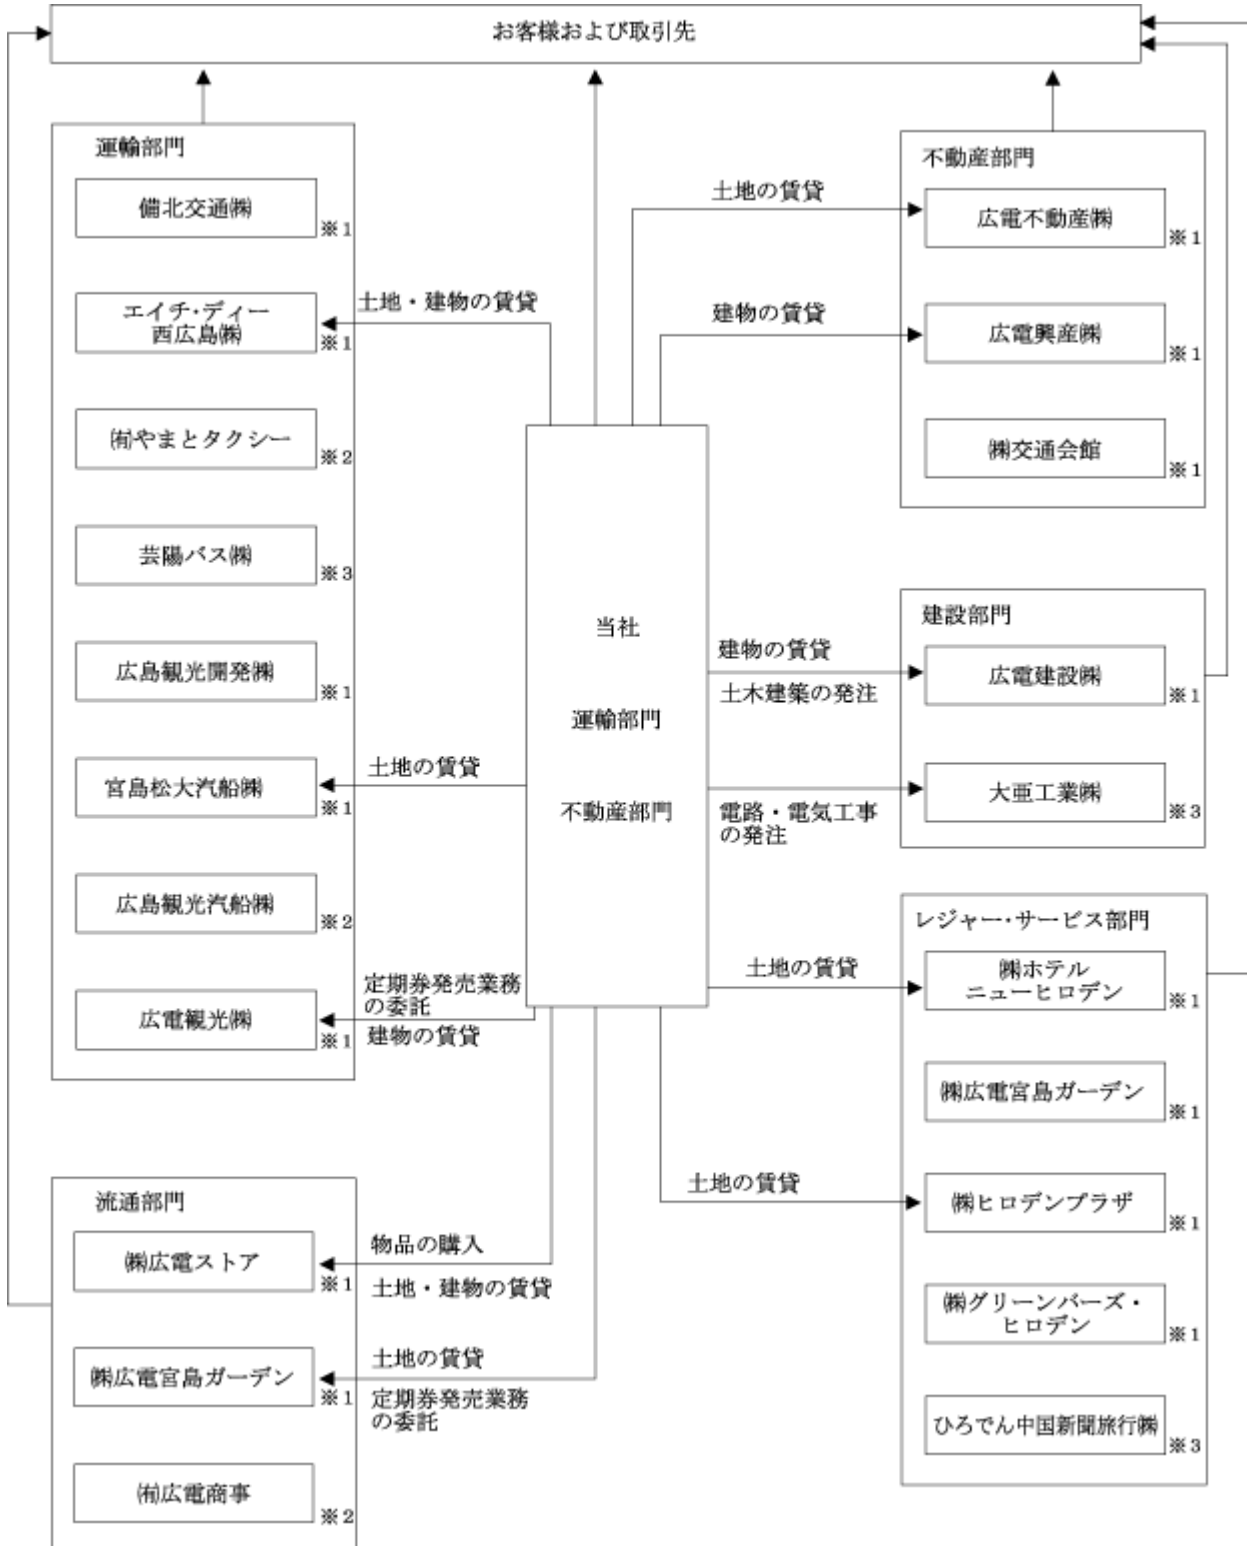 お客様および取引先
運輸部門
備北交通㈱
※1
エイチ・ディー
西広島㈱
※1
㈲やまとタクシー
※2
芸陽バス㈱
※3
広島観光開発㈱
※1
宮島松大汽船㈱
※1
広島観光汽船㈱
※2
広電観光㈱
※1
流通部門
㈱広電ストア
※1
㈱広電宮島ガーデン
※1
㈲広電商事
※2
土地・建物の賃貸
土地の賃貸
定期券発売業務
の委託
建物の賃貸
物品の購入
土地・建物の賃貸
土地の賃貸
定期券発売業務
の委託
当社
運輸部門
不動産部門
土地の賃貸
建物の賃貸
建物の賃貸
土木建築の発注
電路・電気工事
の発注
土地の賃貸
土地の賃貸
不動産部門
広電不動産㈱
※1
広電興産㈱
※1
㈱交通会館
※1
建設部門
広電建設㈱
※1
大亜工業㈱
※3
レジャー・サービス部門
㈱ホテル
ニューヒロデン
※1
㈱広電宮島ガーデン
※1
㈱ヒロデンプラザ
※1
㈱グリーンバーズ・
ヒロデン
※1
ひろでん中国新聞旅行㈱
※3